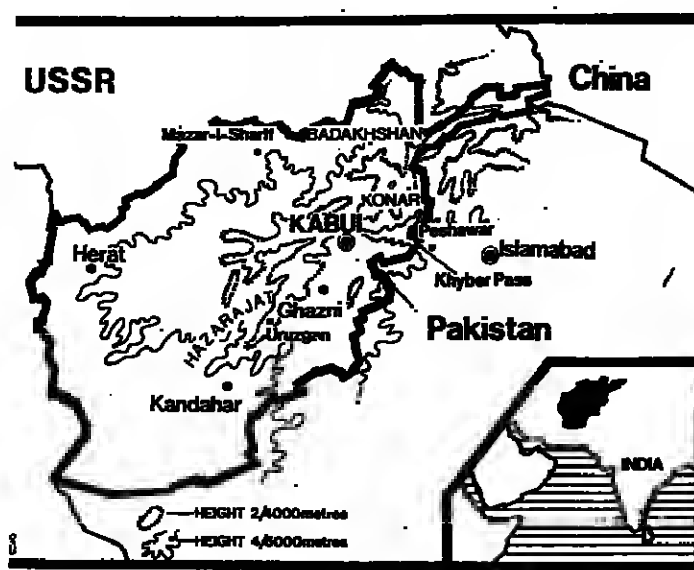 USSR
China
Mazar-i-Sharif
BADAKHSHAN
KONAR
KABUL
Peshawar
Islamabad
Herat
Khyber Pass
Ghazni
HAZARAJAT
Uruzgan
Pakistan
Kandahar
INDIA
HEIGHT 2/4000metres
HEIGHT 4/6000metres